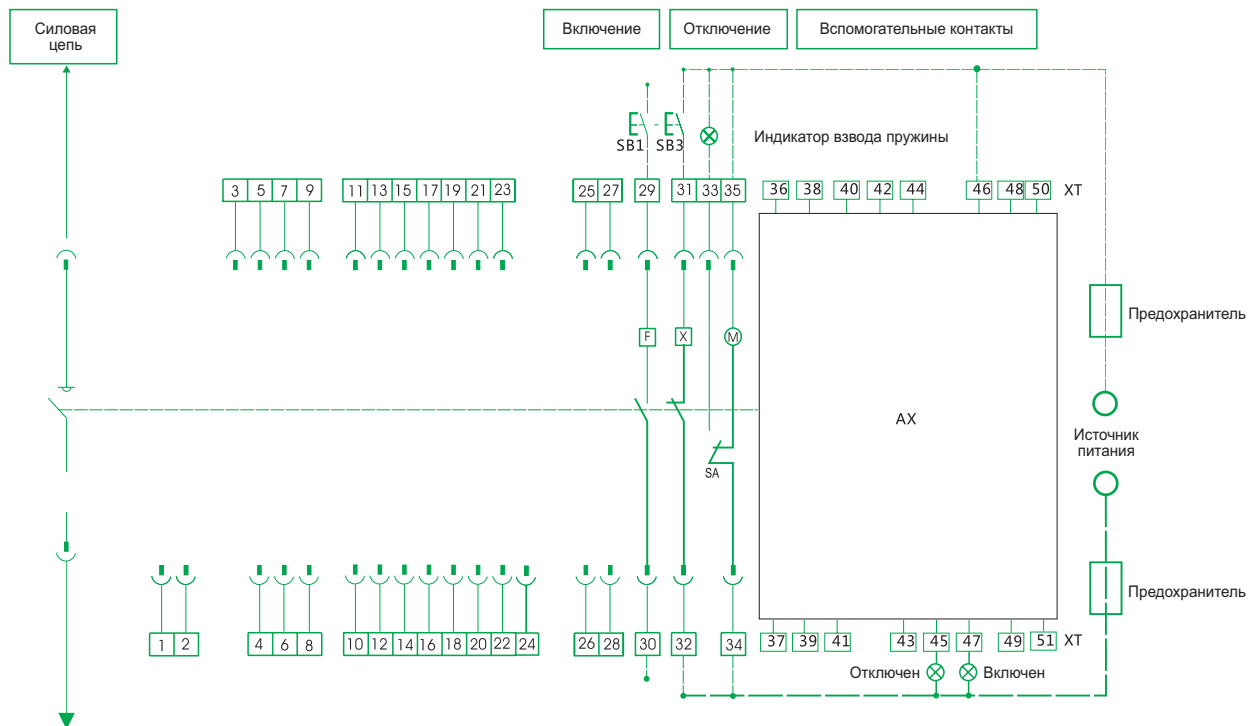 Силовая
цепь
Включение
Отключение
Вспомогательные контакты
SB1
SB3
Индикатор взвода пружины
3 5 7 9
11 13 15 17 19 21 23
25 27
29
31 33 35
36 38 40 42 44 46 48 50 XT
Предохранитель
F
X
M
AX
Источник
питания
SA
Предохранитель
1 2
4 6 8
10 12 14 16 18 20 22 24
26 28
30
32
34
37 39 41 43 45 47 49 51 XT
Отключен
Включен